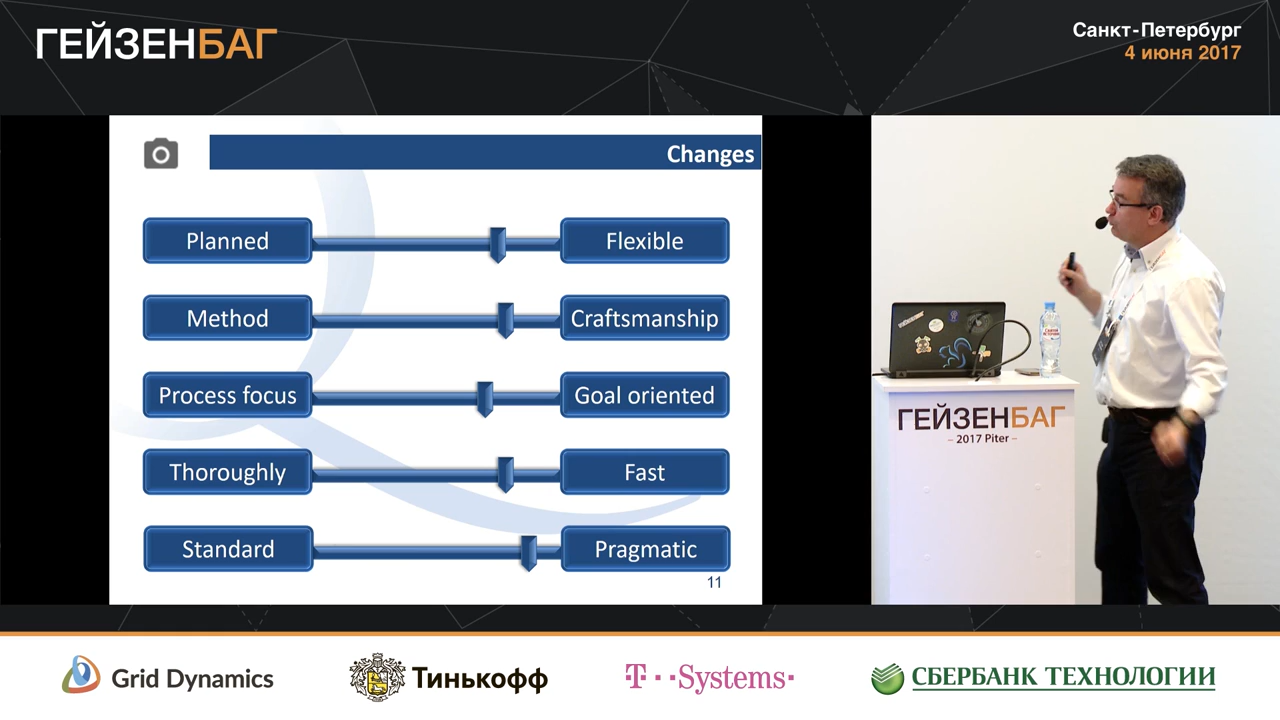 ГЕЙЗЕНБАГ
Санкт-Петербург
4 июня 2017
Changes
Planned
Flexible
Method
Craftsmanship
Process focus
Goal oriented
Thoroughly
Fast
Standard
Pragmatic
11
ГЕЙЗЕНБАГ
- 2017 Piter -
Grid Dynamics
Тинькофф
T··Systems·
СБЕРБАНК ТЕХНОЛОГИИ